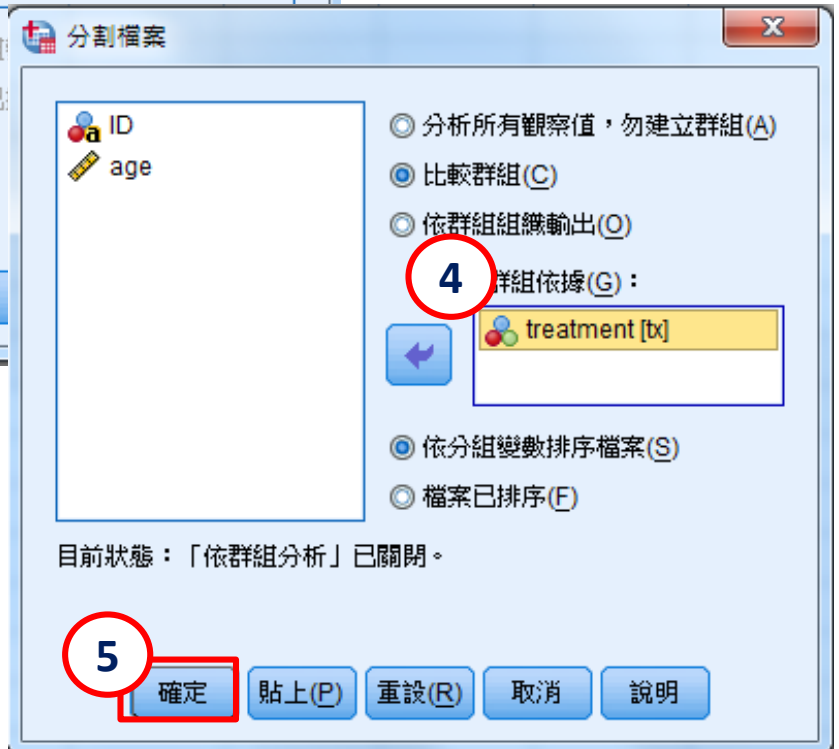 分割檔案
ID
age
分析所有觀察值,勿建立群組(A)
比較群組(C)
依群組組織輸出(O)
4
群組依據(G):
treatment [tx]
依分組變數排序檔案(S)
檔案已排序(F)
目前狀態:「依群組分析」已關閉。
5
確定
貼上(P)
重設(R)
取消
說明